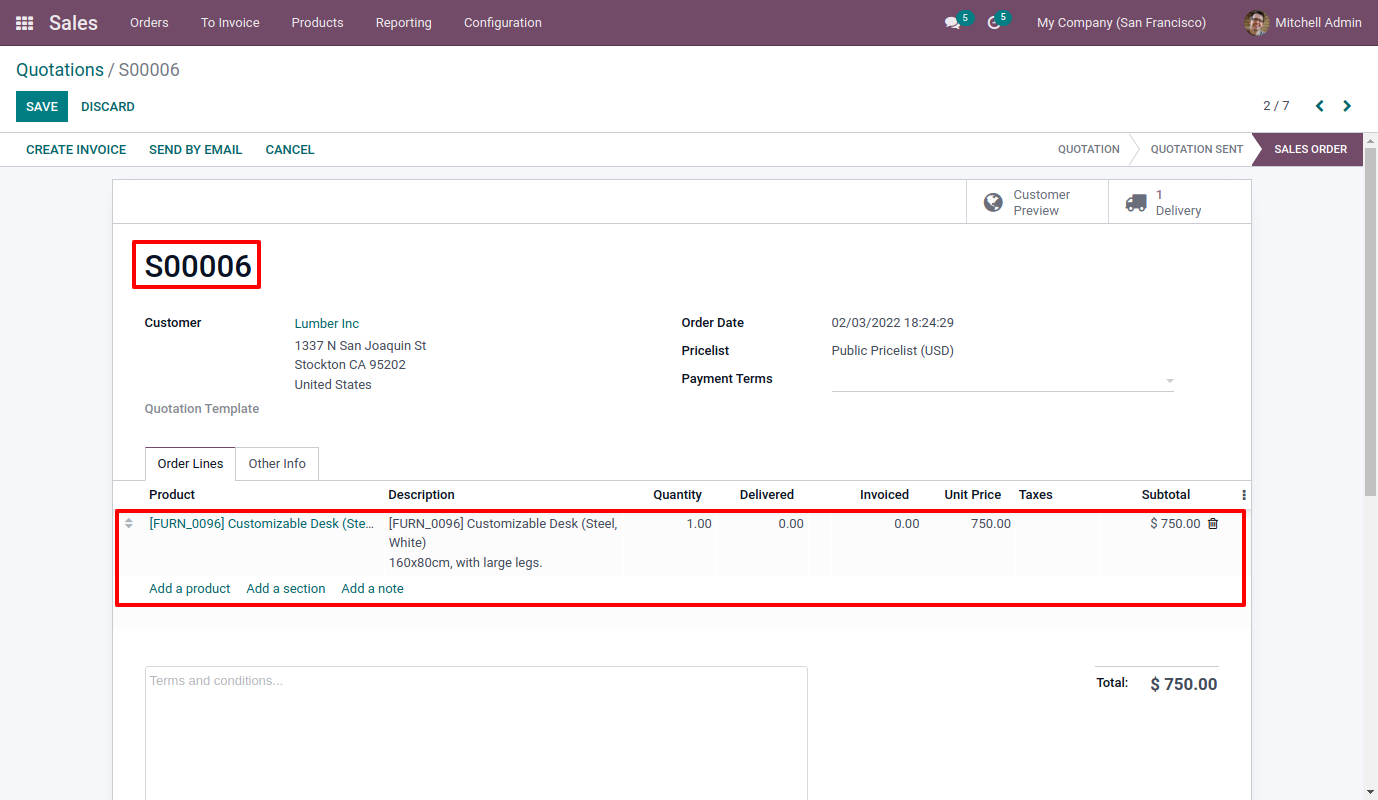 Sales Orders To Invoice Products Reporting Configuration 5 5 My Company (San Francisco) Mitchell Admin
Quotations / S00006
SAVE DISCARD 2 / 7
CREATE INVOICE SEND BY EMAIL CANCEL QUOTATION QUOTATION SENT SALES ORDER
Customer Preview
1 Delivery
S00006
Customer Lumber Inc
1337 N San Joaquin St
Stockton CA 95202
United States
Quotation Template
Order Date 02/03/2022 18:24:29
Pricelist Public Pricelist (USD)
Payment Terms
Order Lines Other Info
Product Description Quantity Delivered Invoiced Unit Price Taxes Subtotal
[FURN_0096] Customizable Desk (Ste... [FURN_0096] Customizable Desk (Steel, 1.00 0.00 0.00 750.00 $ 750.00
White)
160x80cm, with large legs.
Add a product Add a section Add a note
Terms and conditions...
Total: $ 750.00